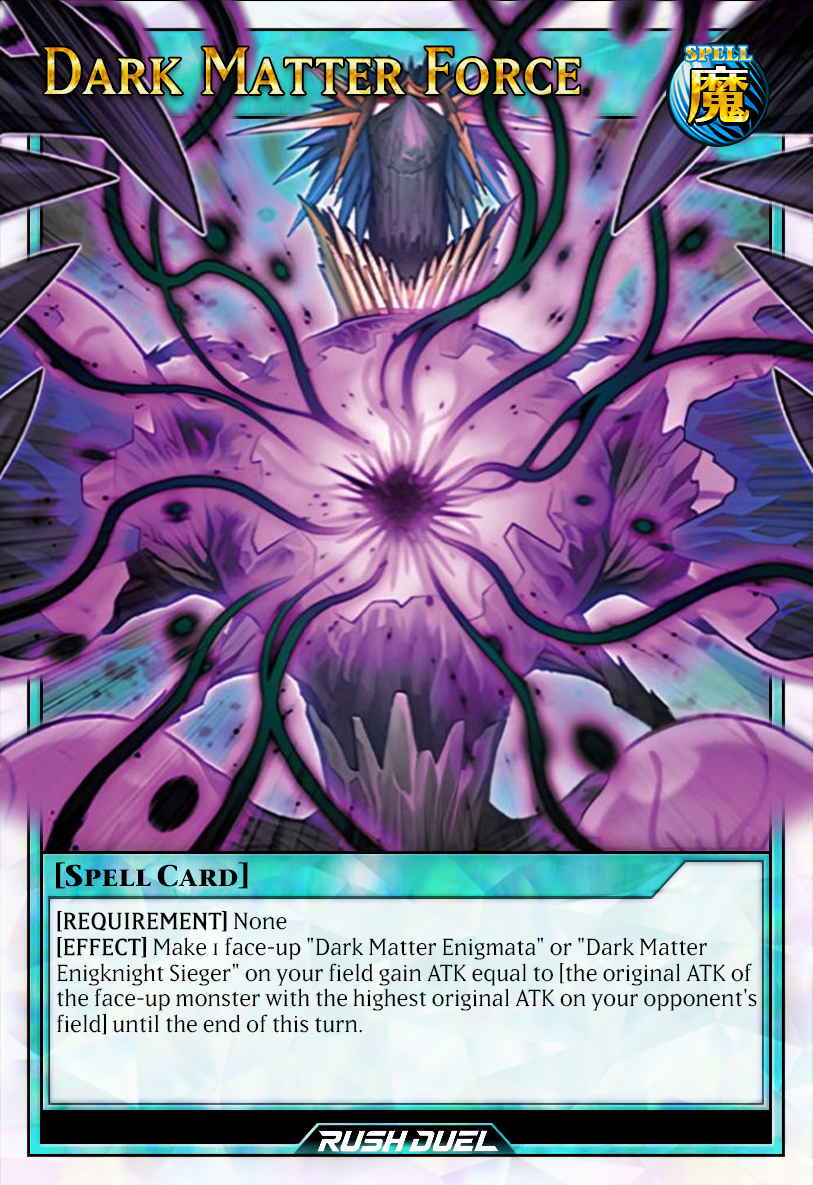 Dark Matter Force
SPELL
魔
[Spell Card]
[REQUIREMENT] None
[EFFECT] Make 1 face-up "Dark Matter Enigmata" or "Dark Matter
Enigknight Sieger" on your field gain ATK equal to [the original ATK of
the face-up monster with the highest original ATK on your opponent's
field] until the end of this turn.
RUSH DUEL